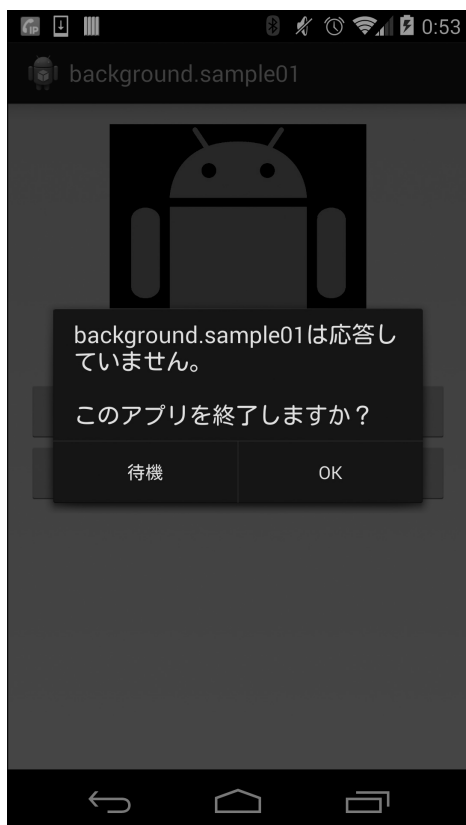 0:53
background.sample01
background.sample01は応答し
ていません。
このアプリを終了しますか？
待機
OK